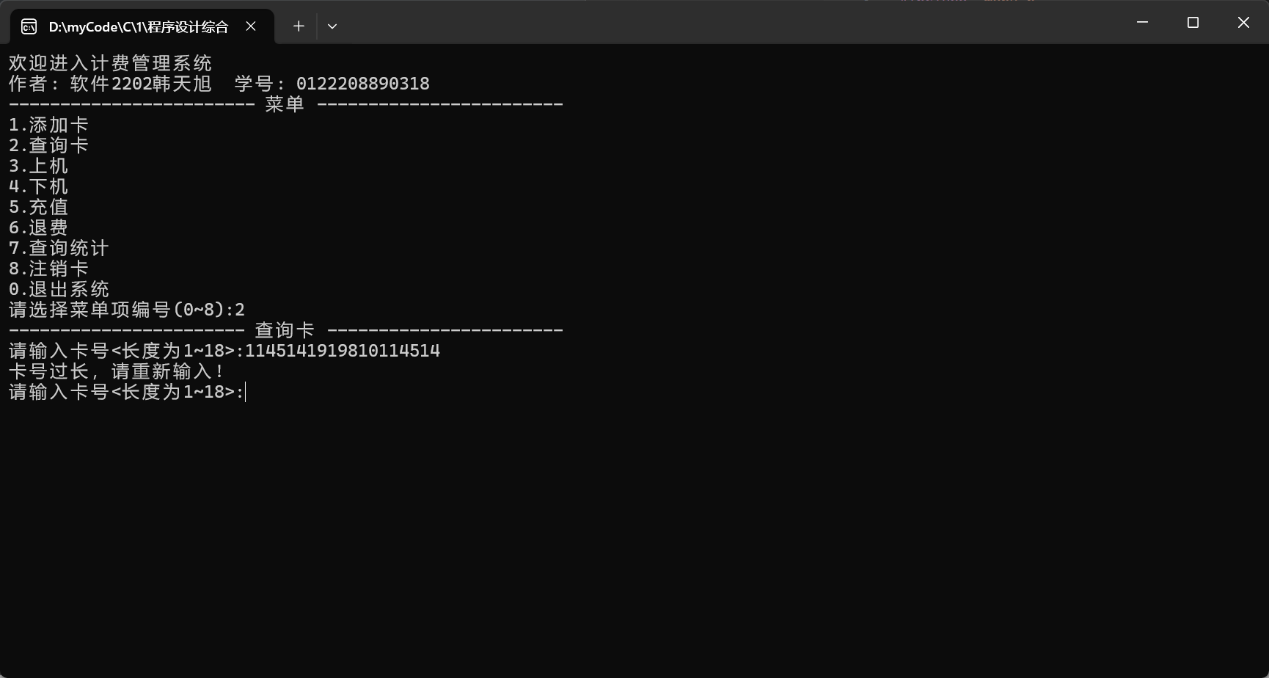 D:\myCode\C\1\程序设计综合
欢迎进入计费管理系统
作者: 软件2202韩天旭 学号: 0122208890318
------------------------ 菜单 ------------------------
1.添加卡
2.查询卡
3.上机
4.下机
5.充值
6.退费
7.查询统计
8.注销卡
0.退出系统
请选择菜单项编号(0~8):2
----------------------- 查询卡 -----------------------
请输入卡号<长度为1~18>:1145141919810114514
卡号过长, 请重新输入!
请输入卡号<长度为1~18>: